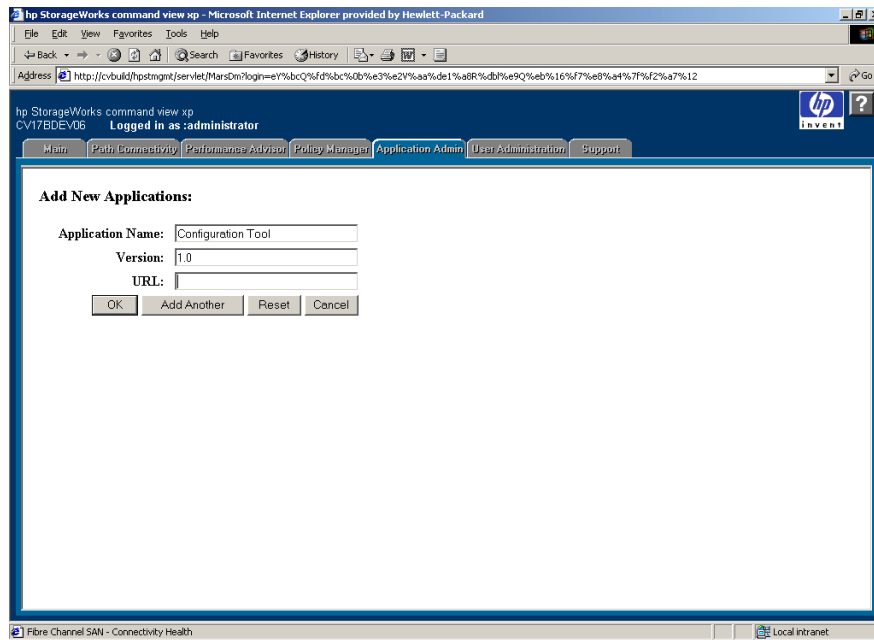 hp StorageWorks command view xp - Microsoft Internet Explorer provided by Hewlett-Packard
File Edit View Favorites Tools Help
Back Search Favorites History
Address http://cvbuild/hpstmgmt/servlet/MarsDm?login=eY%bcQ%fd%bc%0b%e3%e2V%aa%de1%a8R%dbl%e9Q%eb%16%f7%e8%a4%7f%f2%a7%12 Go
hp StorageWorks command view xp
CV17BDEV06 Logged in as :administrator
hp
invent
?
Main Path Connectivity Performance Advisor Policy Manager Application Admin User Administration Support
Add New Applications:
Application Name: Configuration Tool
Version: 1.0
URL:
OK Add Another Reset Cancel
Fibre Channel SAN - Connectivity Health Local intranet